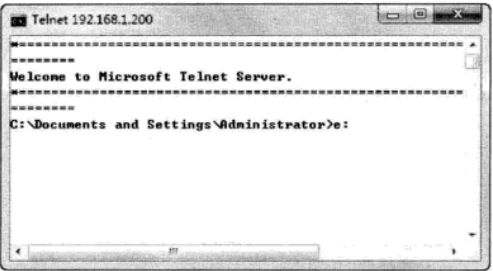 Telnet 192.168.1.200
*===============================================================
========
Welcome to Microsoft Telnet Server.
*===============================================================
========
C:\Documents and Settings\Administrator>e: